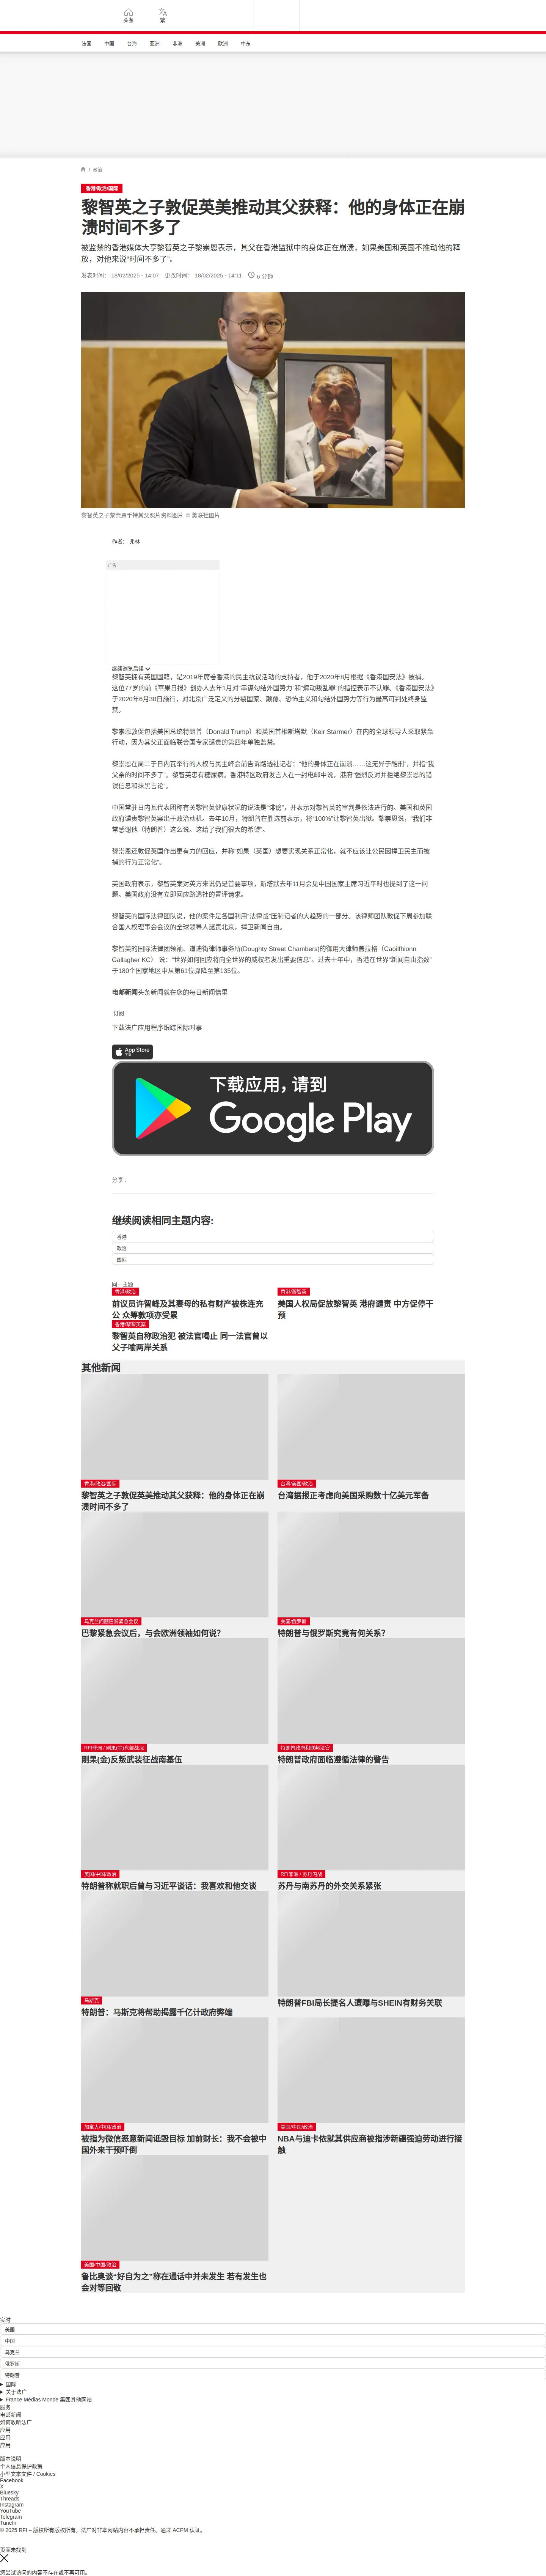 头条
繁
法国
中国
台海
亚洲
非洲
美洲
欧洲
中东
/ 政治
香港/政治/国际
黎智英之子敦促英美推动其父获释：他的身体正在崩
溃时间不多了
被监禁的香港媒体大亨黎智英之子黎崇恩表示，其父在香港监狱中的身体正在崩溃，如果美国和英国不推动他的释
放，对他来说“时间不多了”。
发表时间： 18/02/2025 - 14:07 更改时间： 18/02/2025 - 14:11 6 分钟
黎智英之子黎崇恩手持其父照片资料图片 © 美联社图片
作者： 弗林
广告
继续浏览后续
黎智英拥有英国国籍，是2019年席卷香港的民主抗议活动的支持者，他于2020年8月根据《香港国安法》被捕。
这位77岁的前《苹果日报》创办人去年1月对“串谋勾结外国势力”和“煽动叛乱罪”的指控表示不认罪。《香港国安法》
于2020年6月30日施行，对北京广泛定义的分裂国家、颠覆、恐怖主义和勾结外国势力等行为最高可判处终身监
禁。
黎崇恩敦促包括美国总统特朗普（Donald Trump）和英国首相斯塔默（Keir Starmer）在内的全球领导人采取紧急
行动，因为其父正面临联合国专家谴责的第四年单独监禁。
黎崇恩在周二于日内瓦举行的人权与民主峰会前告诉路透社记者：“他的身体正在崩溃……这无异于酷刑”，并指“我
父亲的时间不多了”。黎智英患有糖尿病。香港特区政府发言人在一封电邮中说，港府“强烈反对并拒绝黎崇恩的错
误信息和抹黑言论”。
中国常驻日内瓦代表团称有关黎智英健康状况的说法是“诽谤”，并表示对黎智英的审判是依法进行的。美国和英国
政府谴责黎智英案出于政治动机。去年10月，特朗普在胜选前表示，将“100%”让黎智英出狱。黎崇恩说，“我们非
常感谢他（特朗普）这么说。这给了我们很大的希望”。
黎崇恩还敦促英国作出更有力的回应，并称“如果（英国）想要实现关系正常化，就不应该让公民因捍卫民主而被
捕的行为正常化”。
英国政府表示，黎智英案对英方来说仍是首要事项，斯塔默去年11月会见中国国家主席习近平时也提到了这一问
题。美国政府没有立即回应路透社的置评请求。
黎智英的国际法律团队说，他的案件是各国利用“法律战”压制记者的大趋势的一部分。该律师团队敦促下周参加联
合国人权理事会会议的全球领导人谴责北京，捍卫新闻自由。
黎智英的国际法律团领袖、道迪街律师事务所(Doughty Street Chambers)的御用大律师盖拉格（Caoilfhionn
Gallagher KC） 说：“世界如何回应将向全世界的威权者发出重要信息”。过去十年中，香港在世界“新闻自由指数”
于180个国家地区中从第61位骤降至第135位。
电邮新闻头条新闻就在您的每日新闻信里
订阅
下载法广应用程序跟踪国际时事
App Store
下载
下载应用，请到
Google Play
分享 :
继续阅读相同主题内容:
香港
政治
国际
同一主题
香港/政治
前议员许智峰及其妻母的私有财产被株连充
公 众筹款项亦受累
香港/黎智英
美国人权局促放黎智英 港府谴责 中方促停干
预
香港/黎智英案
黎智英自称政治犯 被法官喝止 同一法官曾以
父子喻两岸关系
其他新闻
香港/政治/国际
黎智英之子敦促英美推动其父获释：他的身体正在崩
溃时间不多了
台湾/美国/政治
台湾据报正考虑向美国采购数十亿美元军备
乌克兰问题巴黎紧急会议
巴黎紧急会议后，与会欧洲领袖如何说？
美国/俄罗斯
特朗普与俄罗斯究竟有何关系？
RFI非洲 / 刚果(金)东部战况
刚果(金)反叛武装征战南基伍
特朗普政府和联邦法官
特朗普政府面临遵循法律的警告
美国/中国/政治
特朗普称就职后曾与习近平谈话：我喜欢和他交谈
RFI非洲 / 苏丹内战
苏丹与南苏丹的外交关系紧张
马斯克
特朗普：马斯克将帮助揭露千亿计政府弊端
特朗普FBI局长提名人遭曝与SHEIN有财务关联
加拿大/中国/政治
被指为微信恶意新闻诋毁目标 加前财长：我不会被中
国外来干预吓倒
美国/中国/政治
NBA与迪卡侬就其供应商被指涉新疆强迫劳动进行接
触
美国/中国/政治
鲁比奥谈“好自为之”称在通话中并未发生 若有发生也
会对等回敬
实时
美国
中国
乌克兰
俄罗斯
特朗普
国际
关于法广
France Médias Monde 集团其他网站
服务
电邮新闻
如何收听法广
应用
应用
应用
版本说明
个人信息保护政策
小型文本文件 / Cookies
Facebook
X
Bluesky
Threads
Instagram
YouTube
Telegram
TuneIn
© 2025 RFI – 版权所有版权所有。法广对非本网站内容不承担责任。通过 ACPM 认证。
页面未找到
您尝试访问的内容不存在或不再可用。